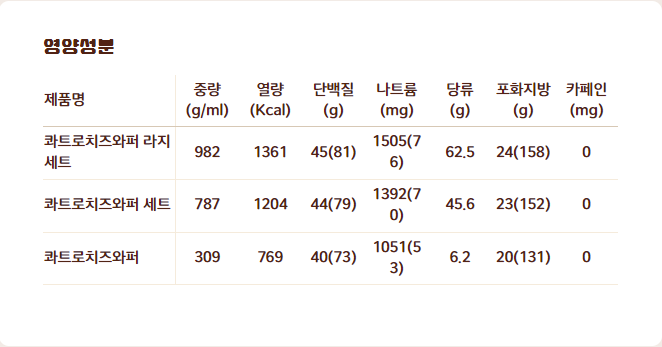 영양성분
제품명 중량 (g/ml) 열량 (Kcal) 단백질 (g) 나트륨 (mg) 당류 (g) 포화지방 (g) 카페인 (mg)
콰트로치즈와퍼 라지 세트 982 1361 45(81) 1505(76) 62.5 24(158) 0
콰트로치즈와퍼 세트 787 1204 44(79) 1392(70) 45.6 23(152) 0
콰트로치즈와퍼 309 769 40(73) 1051(53) 6.2 20(131) 0